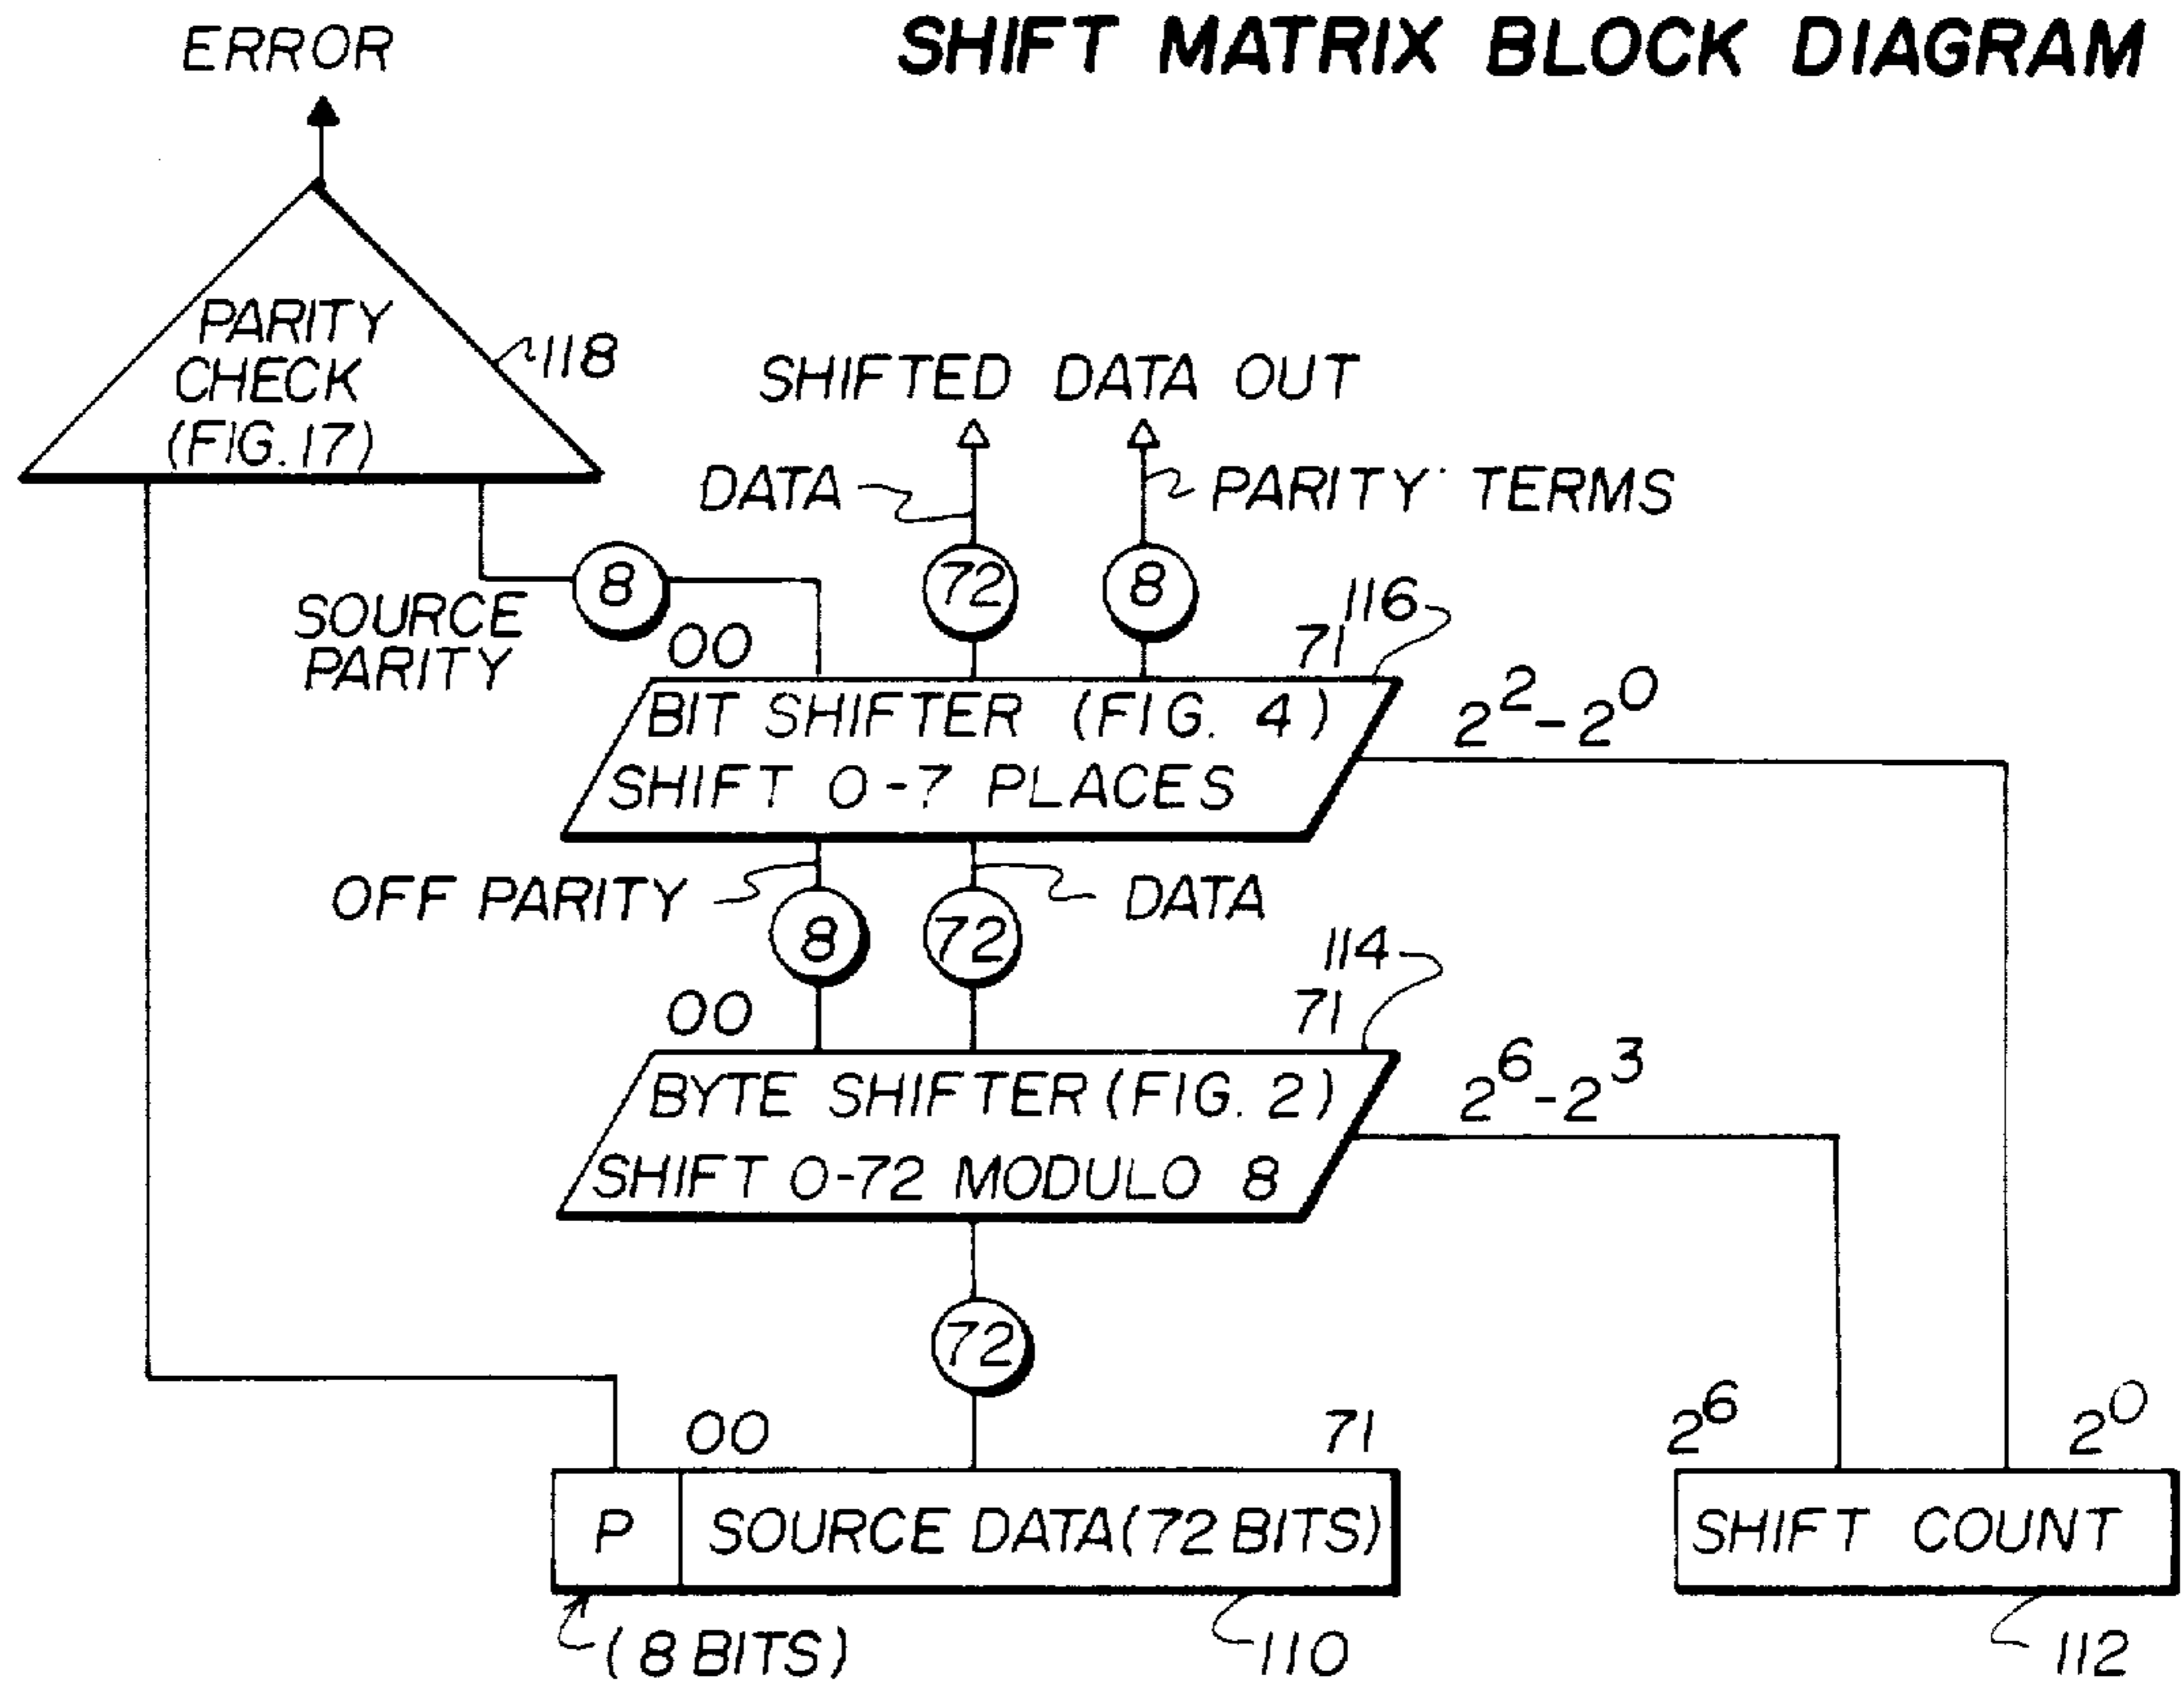 SHIFT MATRIX BLOCK DIAGRAM
ERROR
PARITY
CHECK
(FIG. 17)
118
SHIFTED DATA OUT
DATA
PARITY TERMS
8
72
8
SOURCE
PARITY
00
71
116
BIT SHIFTER (FIG. 4)
SHIFT 0-7 PLACES
2² - 2⁰
OFF PARITY
DATA
8
72
114
00
71
BYTE SHIFTER (FIG. 2)
SHIFT 0-72 MODULO 8
2⁶ - 2³
72
00
71
2⁶
2⁰
P
SOURCE DATA (72 BITS)
SHIFT COUNT
(8 BITS)
110
112